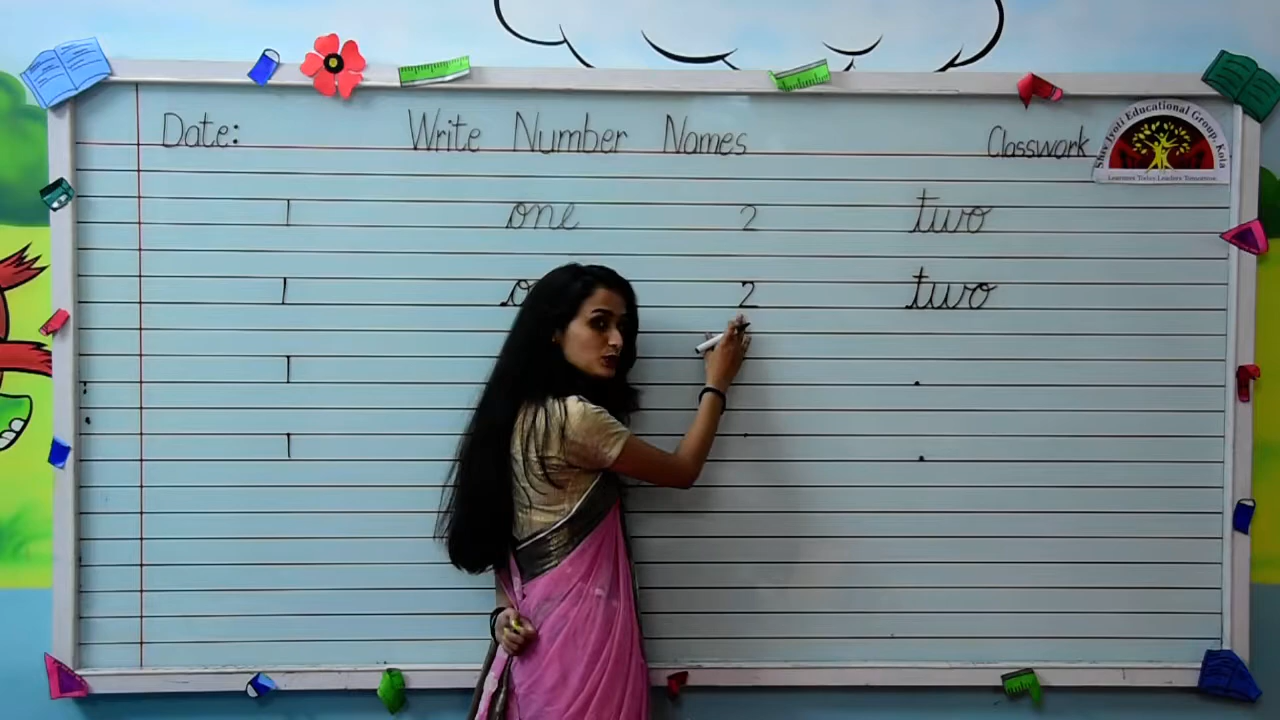 Date: Write Number Names Classwork
Shiv Jyoti Educational Group, Kota
Learners Today Leaders Tomorrow
1 one 2 two
1 o 2 two
1
1